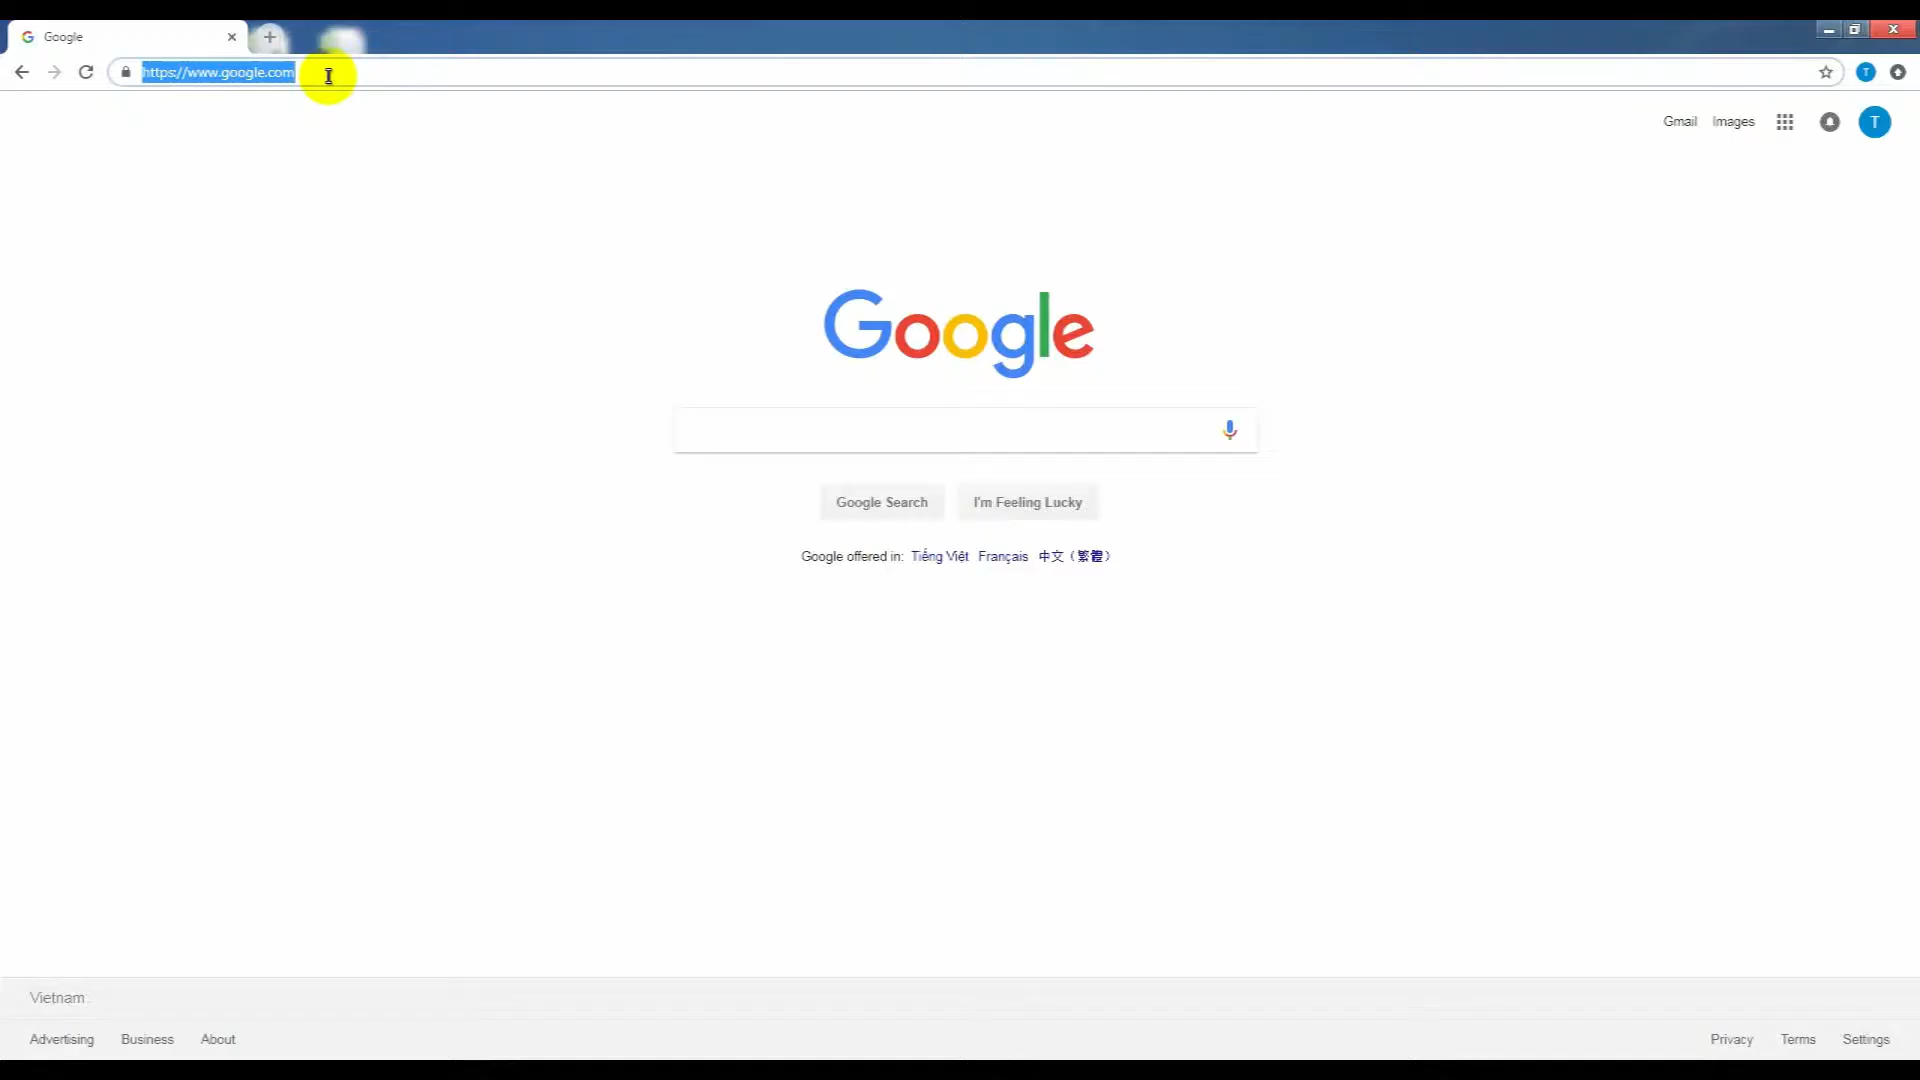 Google
https://www.google.com
T
Gmail Images
T
Google
Google Search I'm Feeling Lucky
Google offered in: Tiếng Việt Français 中文（繁體）
Vietnam
Advertising Business About
Privacy Terms Settings